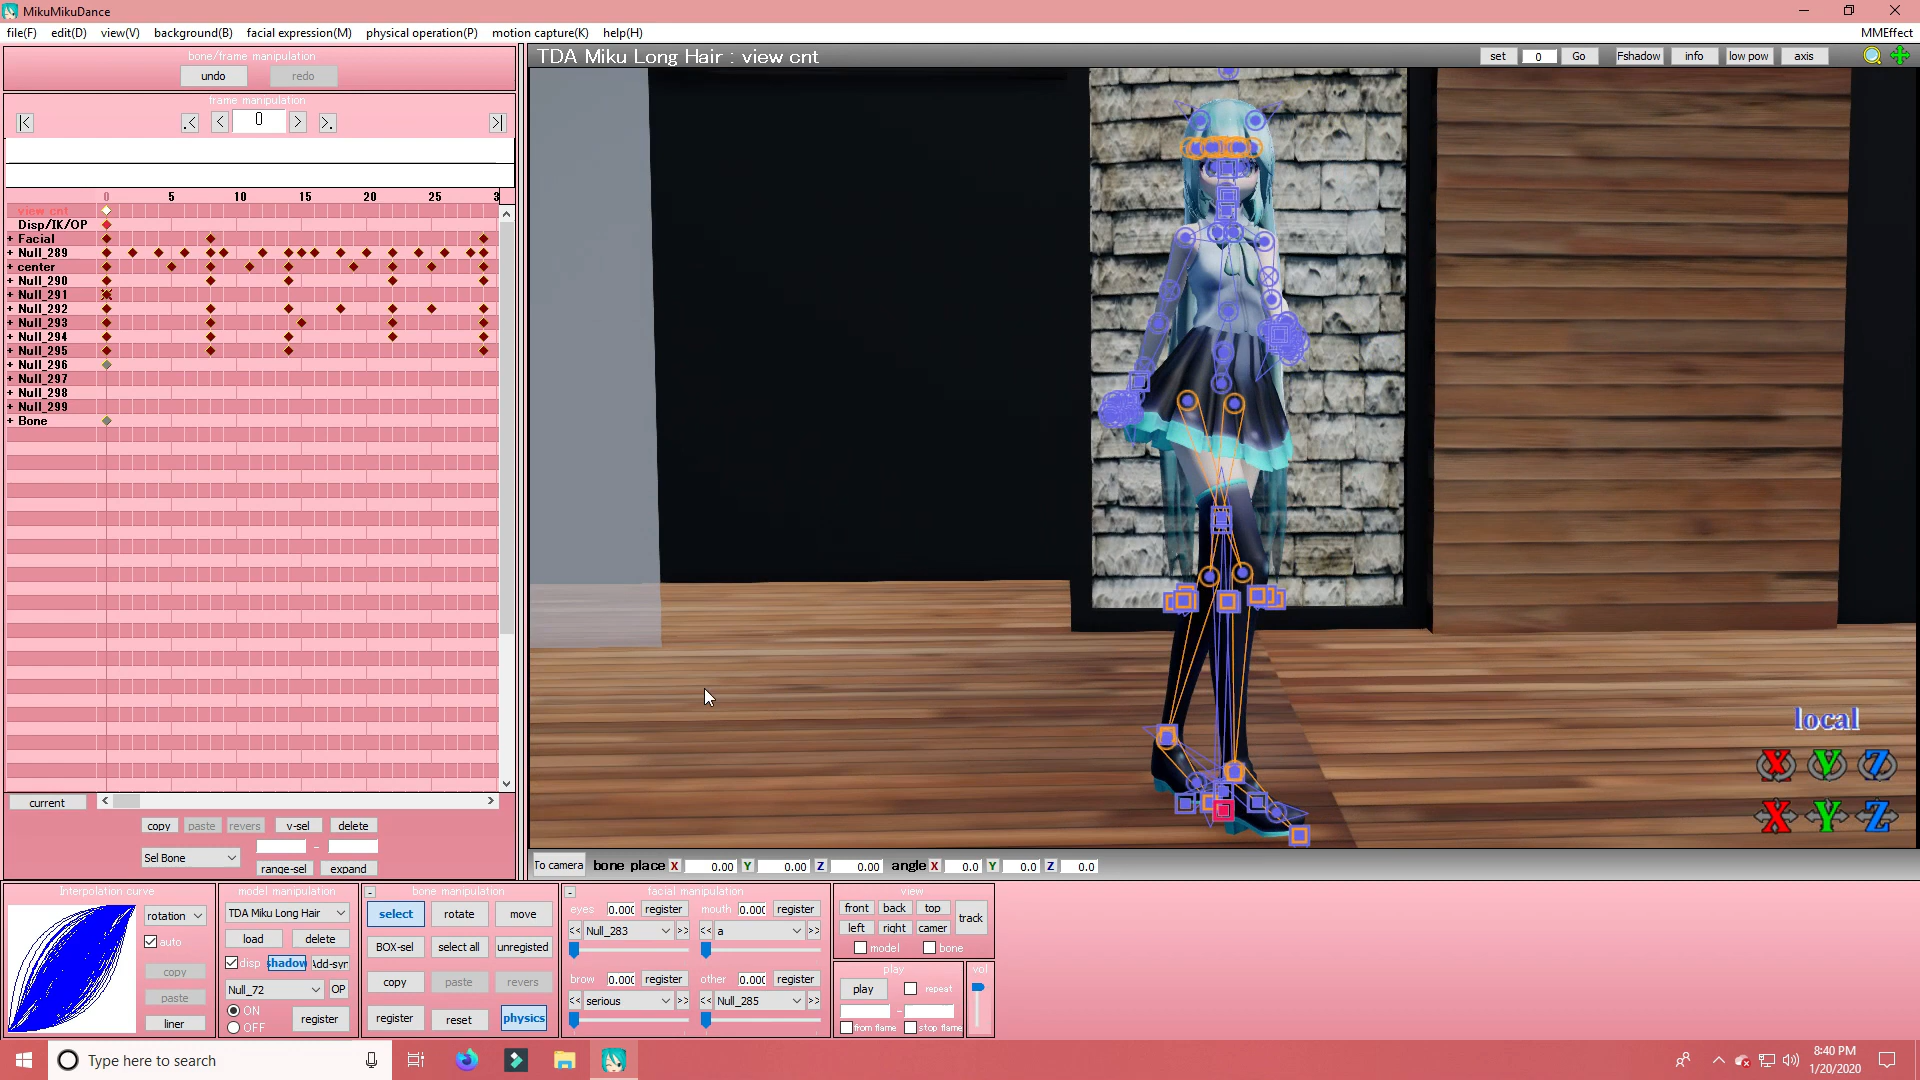 MikuMikuDance
file(F) edit(D) view(V) background(B) facial expression(M) physical operation(P) motion capture(K) help(H) MMEffect
bone/frame manipulation
undo redo
frame manipulation
|< .< < 0 > >. >|
TDA Miku Long Hair : view cnt
set 0 Go Fshadow info low pow axis
0 5 10 15 20 25 3
view cnt
Disp/IK/OP
+ Facial
+ Null_289
+ center
+ Null_290
+ Null_291
+ Null_292
+ Null_293
+ Null_294
+ Null_295
+ Null_296
+ Null_297
+ Null_298
+ Null_299
+ Bone
local
X Y Z
X Y Z
current
copy paste revers v-sel delete
Sel Bone -
range-sel expand
To camera bone place X 0.00 Y 0.00 Z 0.00 angle X 0.0 Y 0.0 Z 0.0
Interpolation curve
rotation
auto
copy
paste
liner
model manipulation
TDA Miku Long Hair
load delete
disp shadow Add-syn
Null_72 OP
ON
OFF
register
- bone manipulation
select rotate move
BOX-sel select all unregisted
copy paste revers
register reset physics
- facial manipulation
eyes 0.000 register mouth 0.000 register
<< Null_283 >> << a >>
brow 0.000 register other 0.000 register
<< serious >> << Null_285 >>
view
front back top
left right camer
track
model bone
play
play repeat
-
from flame stop flame
vol
Type here to search
8:40 PM
1/20/2020